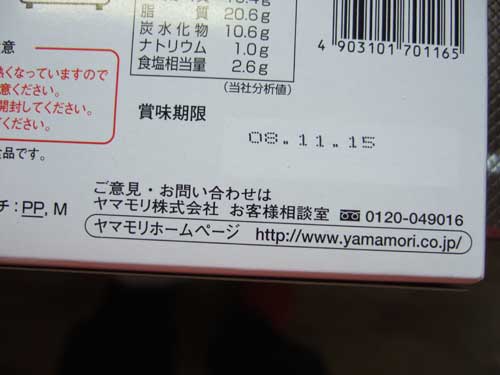 脂 質 20.6g
炭水化物 10.6g
ナトリウム 1.0g
食塩相当量 2.6g
(当社分析値)
4 903101 701165
意
熱くなっていますので
意ください。
開封してください。
ください。
食品です。
賞味期限
08.11.15
チ:PP, M
ご意見・お問い合わせは
ヤマモリ株式会社 お客様相談室 0120-049016
ヤマモリホームページ http://www.yamamori.co.jp/